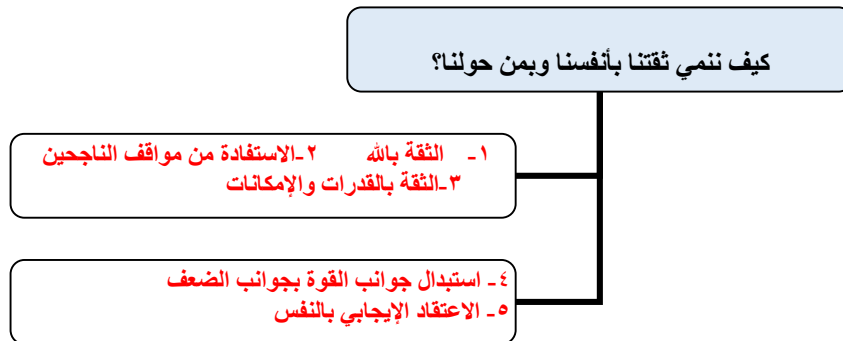 كيف ننمي ثقتنا بأنفسنا وبمن حولنا؟
١- الثقة بالله ٢-الاستفادة من مواقف الناجحين
٣-الثقة بالقدرات والإمكانات
٤- استبدال جوانب القوة بجوانب الضعف
٥- الاعتقاد الإيجابي بالنفس